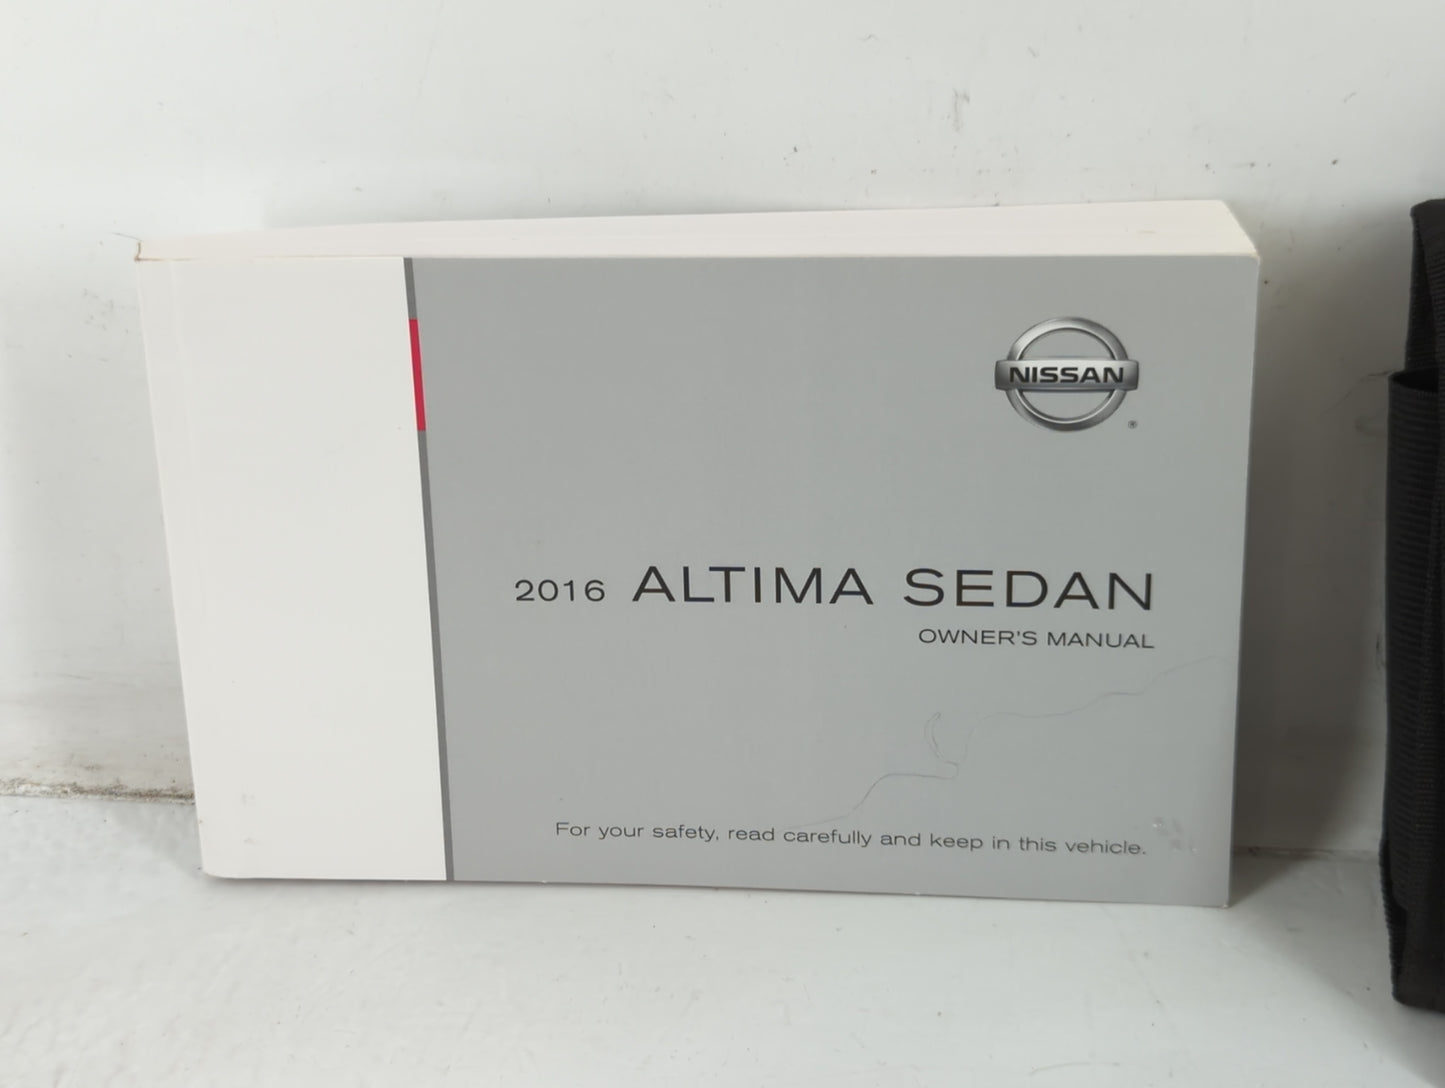 NISSAN
®
2016 ALTIMA SEDAN
OWNER'S MANUAL
For your safety, read carefully and keep in this vehicle.